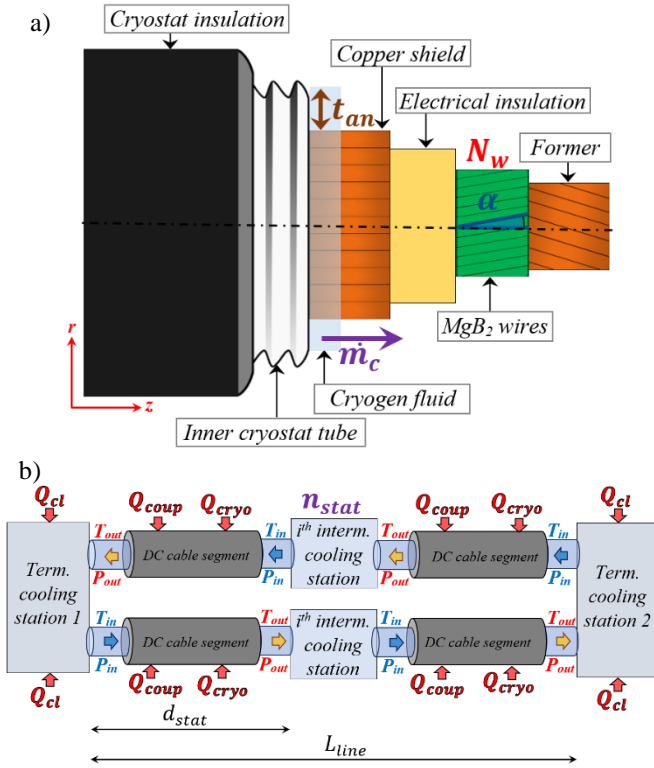 a)
Cryostat insulation
Copper shield
Electrical insulation
t_an
N_w
Former
α
r
z
ṁ_c
MgB₂ wires
Cryogen fluid
Inner cryostat tube
b)
Q_cl
Q_coup
Q_cryo
n_stat
Q_coup
Q_cryo
Q_cl
T_out
P_out
DC cable segment
T_in
P_in
iᵗʰ interm.
cooling
station
T_out
P_out
DC cable segment
T_in
P_in
Term.
cooling
station 1
Term.
cooling
station 2
T_in
P_in
DC cable segment
T_out
P_out
iᵗʰ interm.
cooling
station
T_in
P_in
DC cable segment
T_out
P_out
Q_cl
Q_coup
Q_cryo
Q_coup
Q_cryo
Q_cl
d_stat
L_line